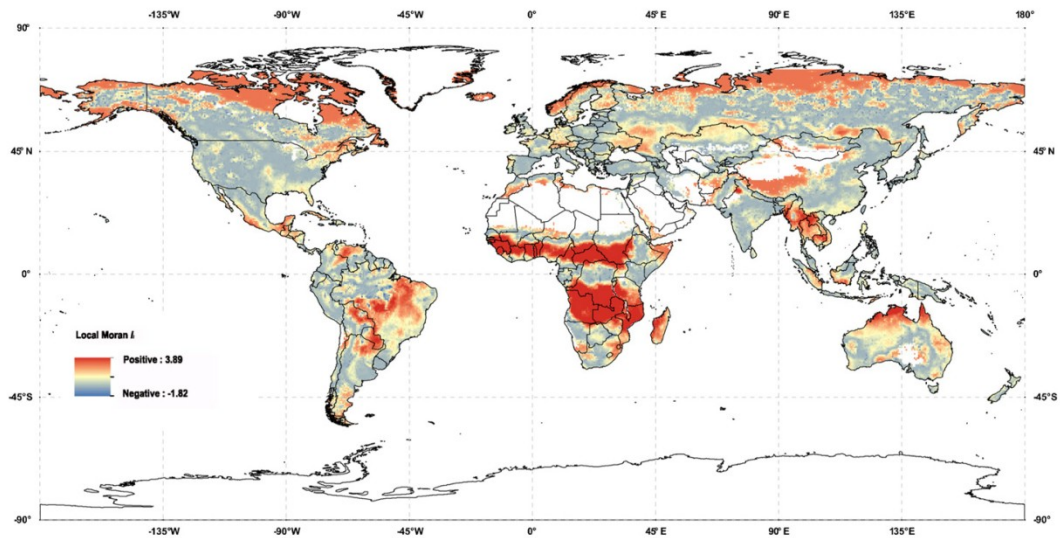 -135°W -90°W -45°W 0° 45°E 90°E 135°E 180°
90° 90°
45°N 45°N
0° 0°
Local Moran I
Positive : 3.89
Negative : -1.82
-45°S -45°S
-90° -90°
-135°W -90°W -45°W 0° 45°E 90°E 135°E